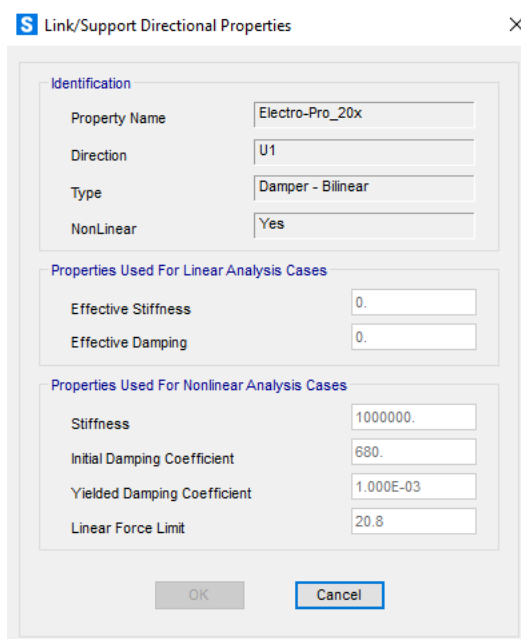 S Link/Support Directional Properties
Identification
Property Name Electro-Pro_20x
Direction U1
Type Damper - Bilinear
NonLinear Yes
Properties Used For Linear Analysis Cases
Effective Stiffness 0.
Effective Damping 0.
Properties Used For Nonlinear Analysis Cases
Stiffness 1000000.
Initial Damping Coefficient 680.
Yielded Damping Coefficient 1.000E-03
Linear Force Limit 20.8
OK Cancel